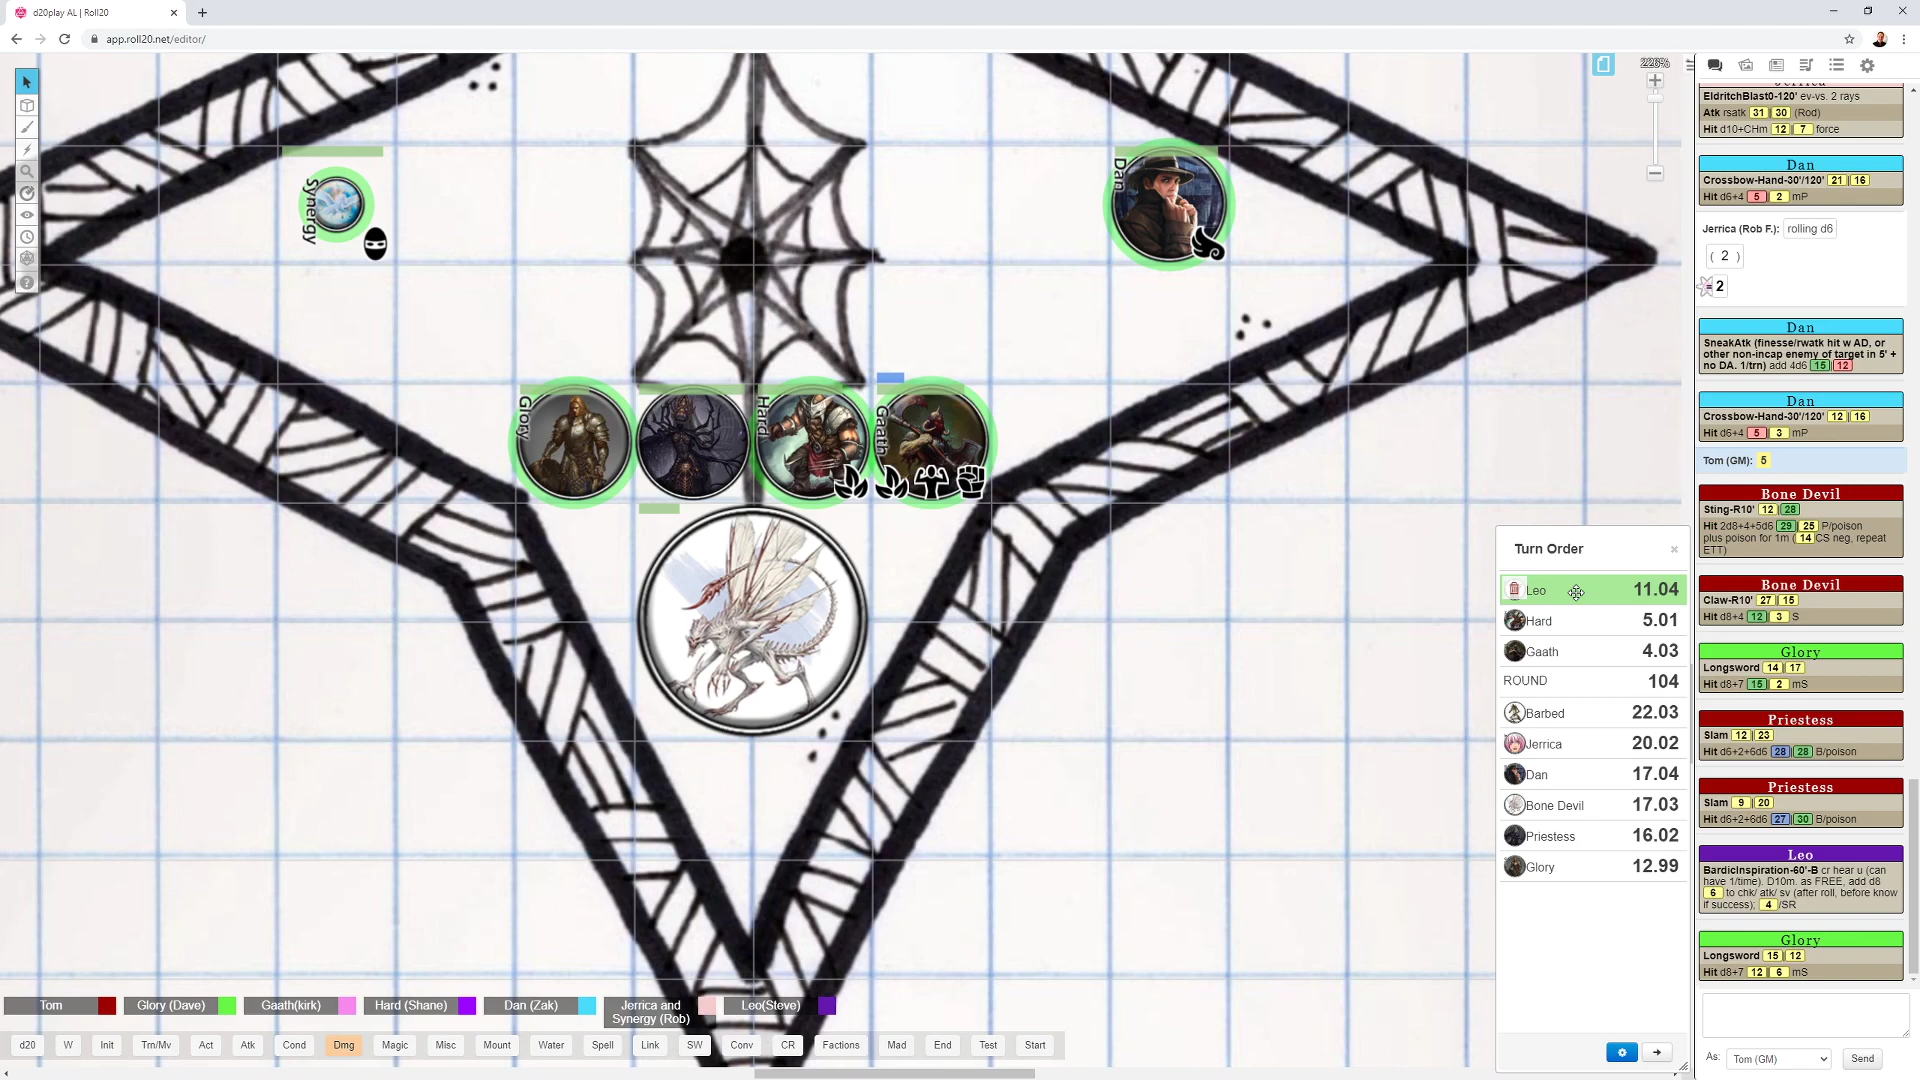 d20play AL | Roll20
app.roll20.net/editor/
220%
Synergy
Dan
Glory
Hard
Gaath
Turn Order
Leo 11.04
Hard 5.01
Gaath 4.03
ROUND 104
Barbed 22.03
Jerrica 20.02
Dan 17.04
Bone Devil 17.03
Priestess 16.02
Glory 12.99
EldritchBlast0-120' ev-vs. 2 rays
Atk rsatk 31 30 (Rod)
Hit d10+CHm 12 7 force
Dan
Crossbow-Hand-30'/120' 21 16
Hit d6+4 5 2 mP
Jerrica (Rob F.): rolling d6
( 2 )
= 2
Dan
SneakAtk (finesse/rwatk hit w AD, or
other non-incap enemy of target in 5' +
no DA. 1/trn) add 4d6 15 12
Dan
Crossbow-Hand-30'/120' 12 16
Hit d6+4 5 3 mP
Tom (GM): 5
Bone Devil
Sting-R10' 12 28
Hit 2d8+4+5d6 29 25 P/poison
plus poison for 1m ( 14 CS neg, repeat
ETT)
Bone Devil
Claw-R10' 27 15
Hit d8+4 12 3 S
Glory
Longsword 14 17
Hit d8+7 15 2 mS
Priestess
Slam 12 23
Hit d6+2+6d6 28 28 B/poison
Priestess
Slam 9 20
Hit d6+2+6d6 27 30 B/poison
Leo
BardicInspiration-60'-B cr hear u (can
have 1/time). D10m. as FREE, add d8
6 to chk/ atk/ sv (after roll, before know
if success); 4 /SR
Glory
Longsword 15 12
Hit d8+7 12 6 mS
As: Tom (GM) Send
Tom Glory (Dave) Gaath(kirk) Hard (Shane) Dan (Zak) Jerrica and Leo(Steve)
Synergy (Rob)
d20 W Init Trn/Mv Act Atk Cond Dmg Magic Misc Mount Water Spell Link SW Conv CR Factions Mad End Test Start